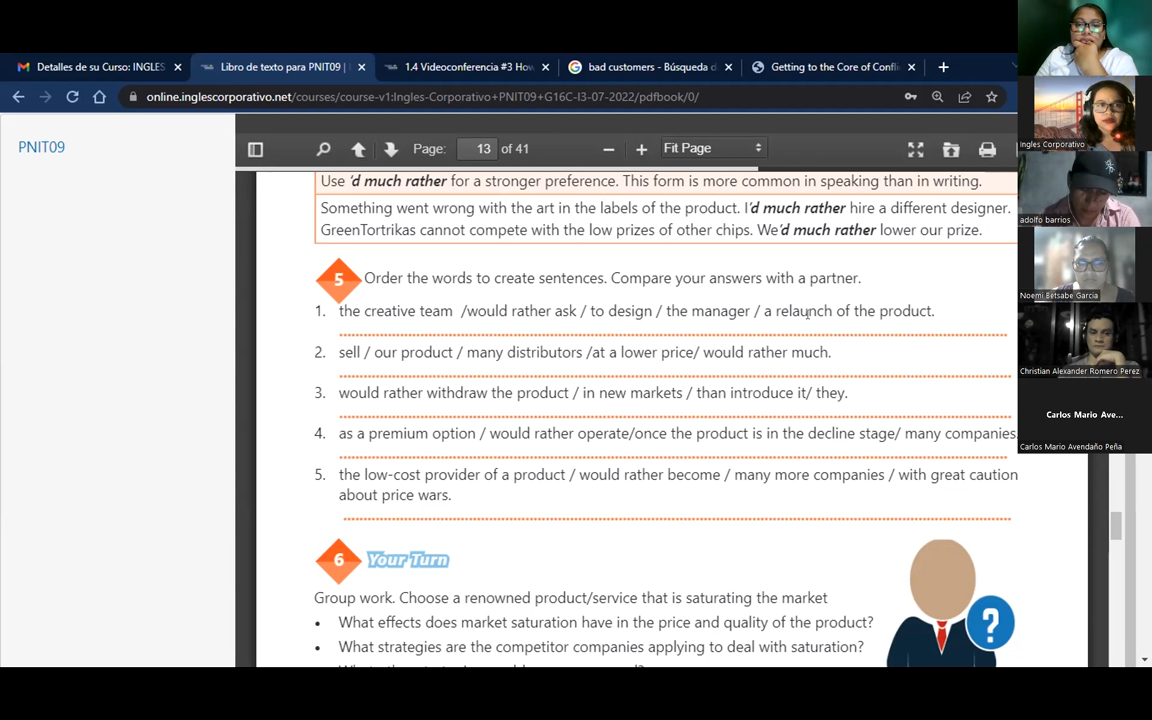 Detalles de su Curso: INGLES
Libro de texto para PNIT09 |
1.4 Videoconferencia #3 How
bad customers - Búsqueda d
Getting to the Core of Confli
online.inglescorporativo.net/courses/course-v1:Ingles-Corporativo+PNIT09+G16C-I3-07-2022/pdfbook/0/
PNIT09
Page: 13 of 41
Fit Page
Use 'd much rather for a stronger preference. This form is more common in speaking than in writing.
Something went wrong with the art in the labels of the product. I'd much rather hire a different designer.
GreenTortrikas cannot compete with the low prizes of other chips. We'd much rather lower our prize.
5 Order the words to create sentences. Compare your answers with a partner.
1. the creative team /would rather ask / to design / the manager / a relaunch of the product.
2. sell / our product / many distributors /at a lower price/ would rather much.
3. would rather withdraw the product / in new markets / than introduce it/ they.
4. as a premium option / would rather operate/once the product is in the decline stage/ many companies.
5. the low-cost provider of a product / would rather become / many more companies / with great caution
about price wars.
6 Your Turn
Group work. Choose a renowned product/service that is saturating the market
• What effects does market saturation have in the price and quality of the product?
• What strategies are the competitor companies applying to deal with saturation?
?
Ingles Corporativo
adolfo barrios
Noemi Betsabe Garcia
Christian Alexander Romero Perez
Carlos Mario Ave...
Carlos Mario Avendaño Peña